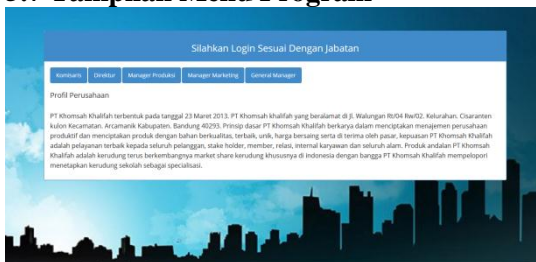 Tampilan Menu Program
Silahkan Login Sesuai Dengan Jabatan
Komisaris Direktur Manager Produksi Manager Marketing General Manager
Profil Perusahaan
PT Khomsah Khalifah terbentuk pada tanggal 23 Maret 2013. PT Khomsah khalifah yang beralamat di Jl. Walungan Rt/04 Rw/02. Kelurahan. Cisaranten
kulon Kecamatan. Arcamanik Kabupaten. Bandung 40293. Prinsip dasar PT Khomsah Khalifah berkarya dalam menciptakan menajemen perusahaan
produktif dan menciptakan produk dengan bahan berkualitas, terbaik, unik, harga bersaing serta di terima oleh pasar, kepuasan PT Khomsah Khalifah
adalah pelayanan terbaik kepada seluruh pelanggan, stake holder, member, relasi, internal karyawan dan seluruh alam. Produk andalan PT Khomsah
Khalifah adalah kerudung terus berkembangnya market share kerudung khususnya di indonesia dengan bangga PT Khomsah Khalifah mempelopori
menetapkan kerudung sekolah sebagai specialisasi.